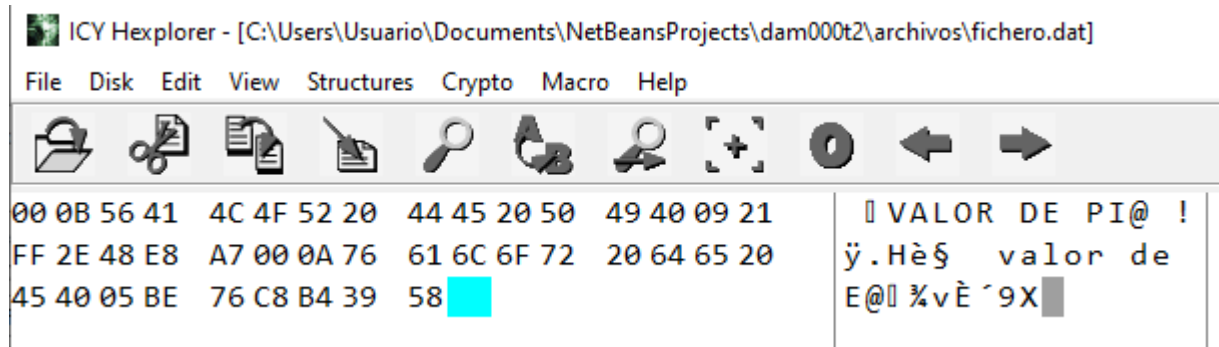 ICY Hexplorer - [C:\Users\Usuario\Documents\NetBeansProjects\dam000t2\archivos\fichero.dat]
File Disk Edit View Structures Crypto Macro Help
00 0B 56 41 4C 4F 52 20 44 45 20 50 49 40 09 21 VALOR DE PI@ !
FF 2E 48 E8 A7 00 0A 76 61 6C 6F 72 20 64 65 20 ÿ.Hè§ valor de
45 40 05 BE 76 C8 B4 39 58 E@▯¾vÈ´9X